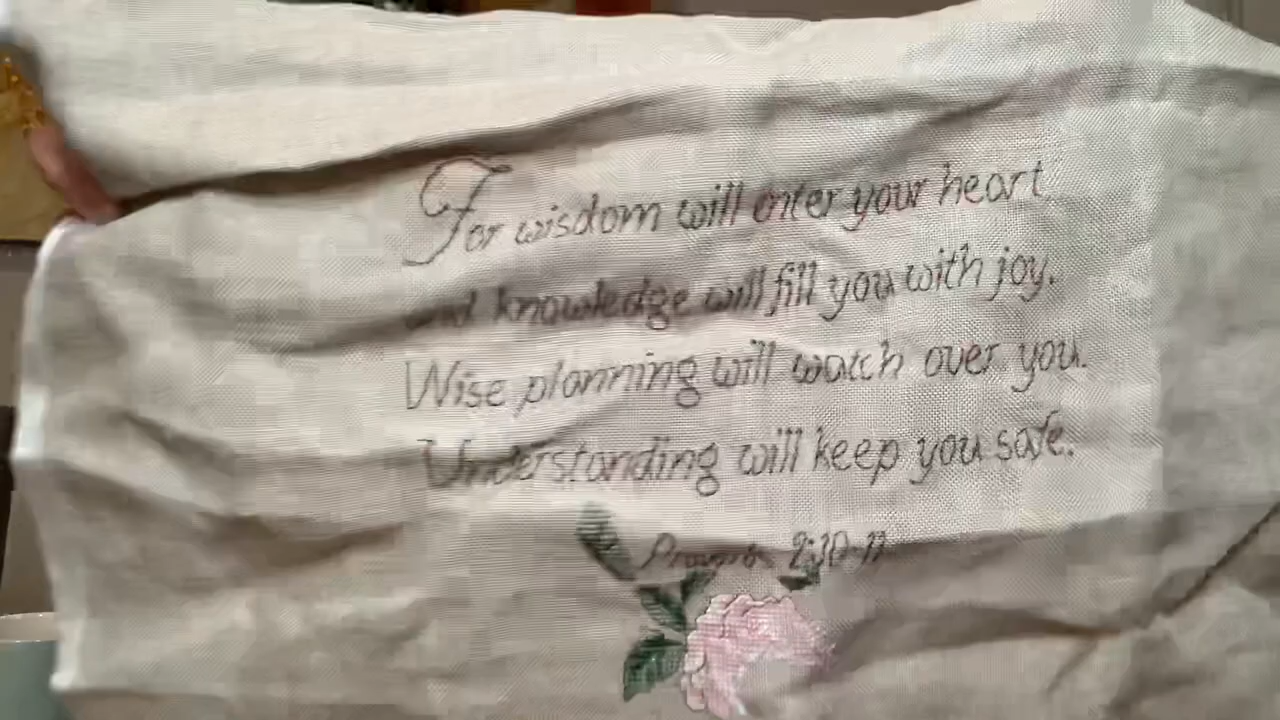 For wisdom will enter your heart
and knowledge will fill you with joy.
Wise planning will watch over you.
Understanding will keep you safe.
Proverbs 2:10-11